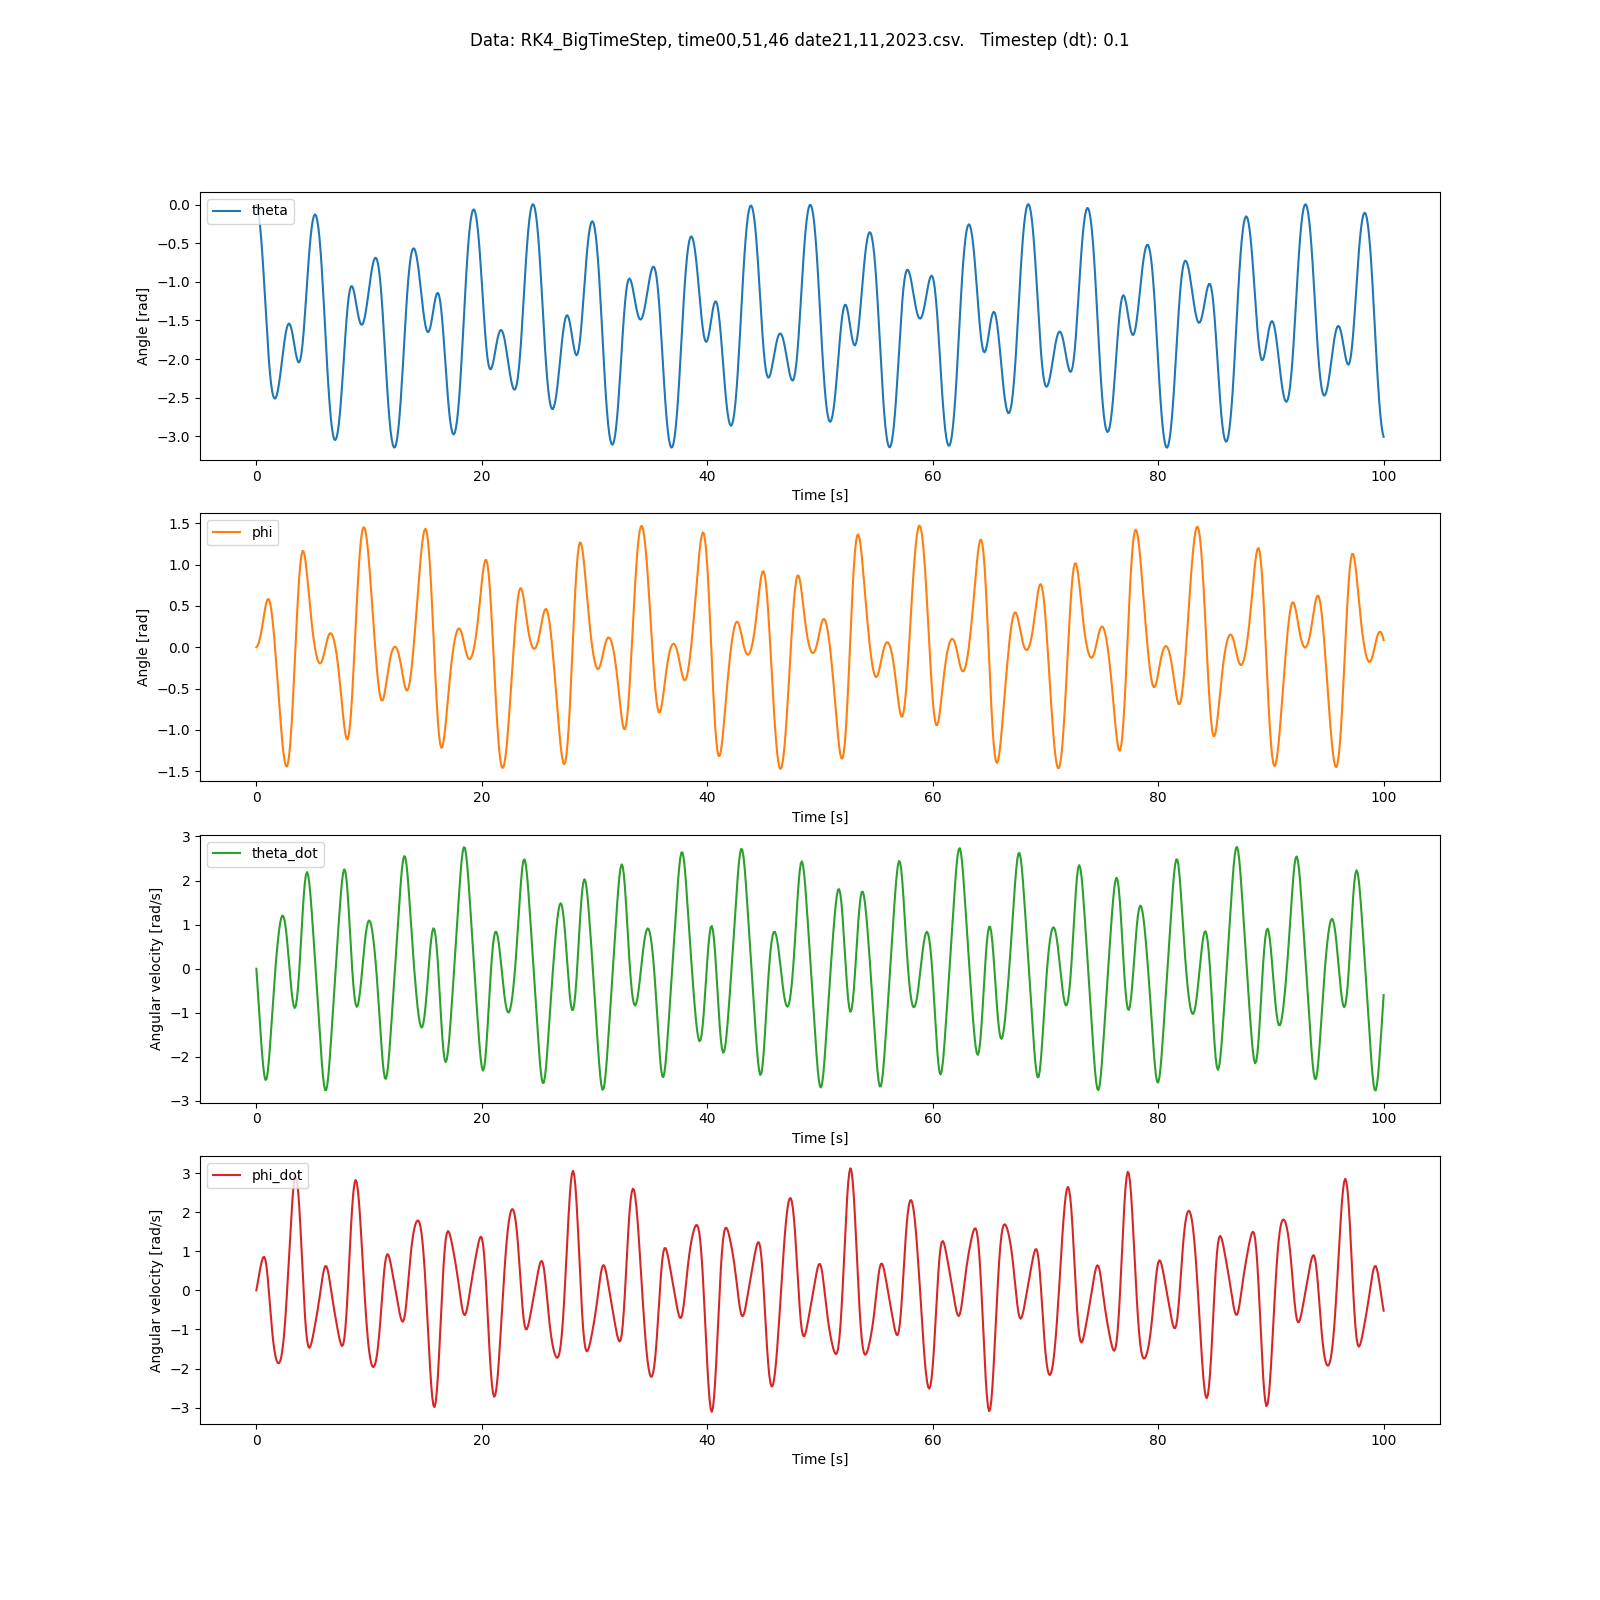 Data: RK4_BigTimeStep, time00,51,46 date21,11,2023.csv.   Timestep (dt): 0.1
theta
Angle [rad]
0.0
−0.5
−1.0
−1.5
−2.0
−2.5
−3.0
0 20 40 60 80 100
Time [s]
phi
Angle [rad]
1.5
1.0
0.5
0.0
−0.5
−1.0
−1.5
0 20 40 60 80 100
Time [s]
theta_dot
Angular velocity [rad/s]
3
2
1
0
−1
−2
−3
0 20 40 60 80 100
Time [s]
phi_dot
Angular velocity [rad/s]
3
2
1
0
−1
−2
−3
0 20 40 60 80 100
Time [s]